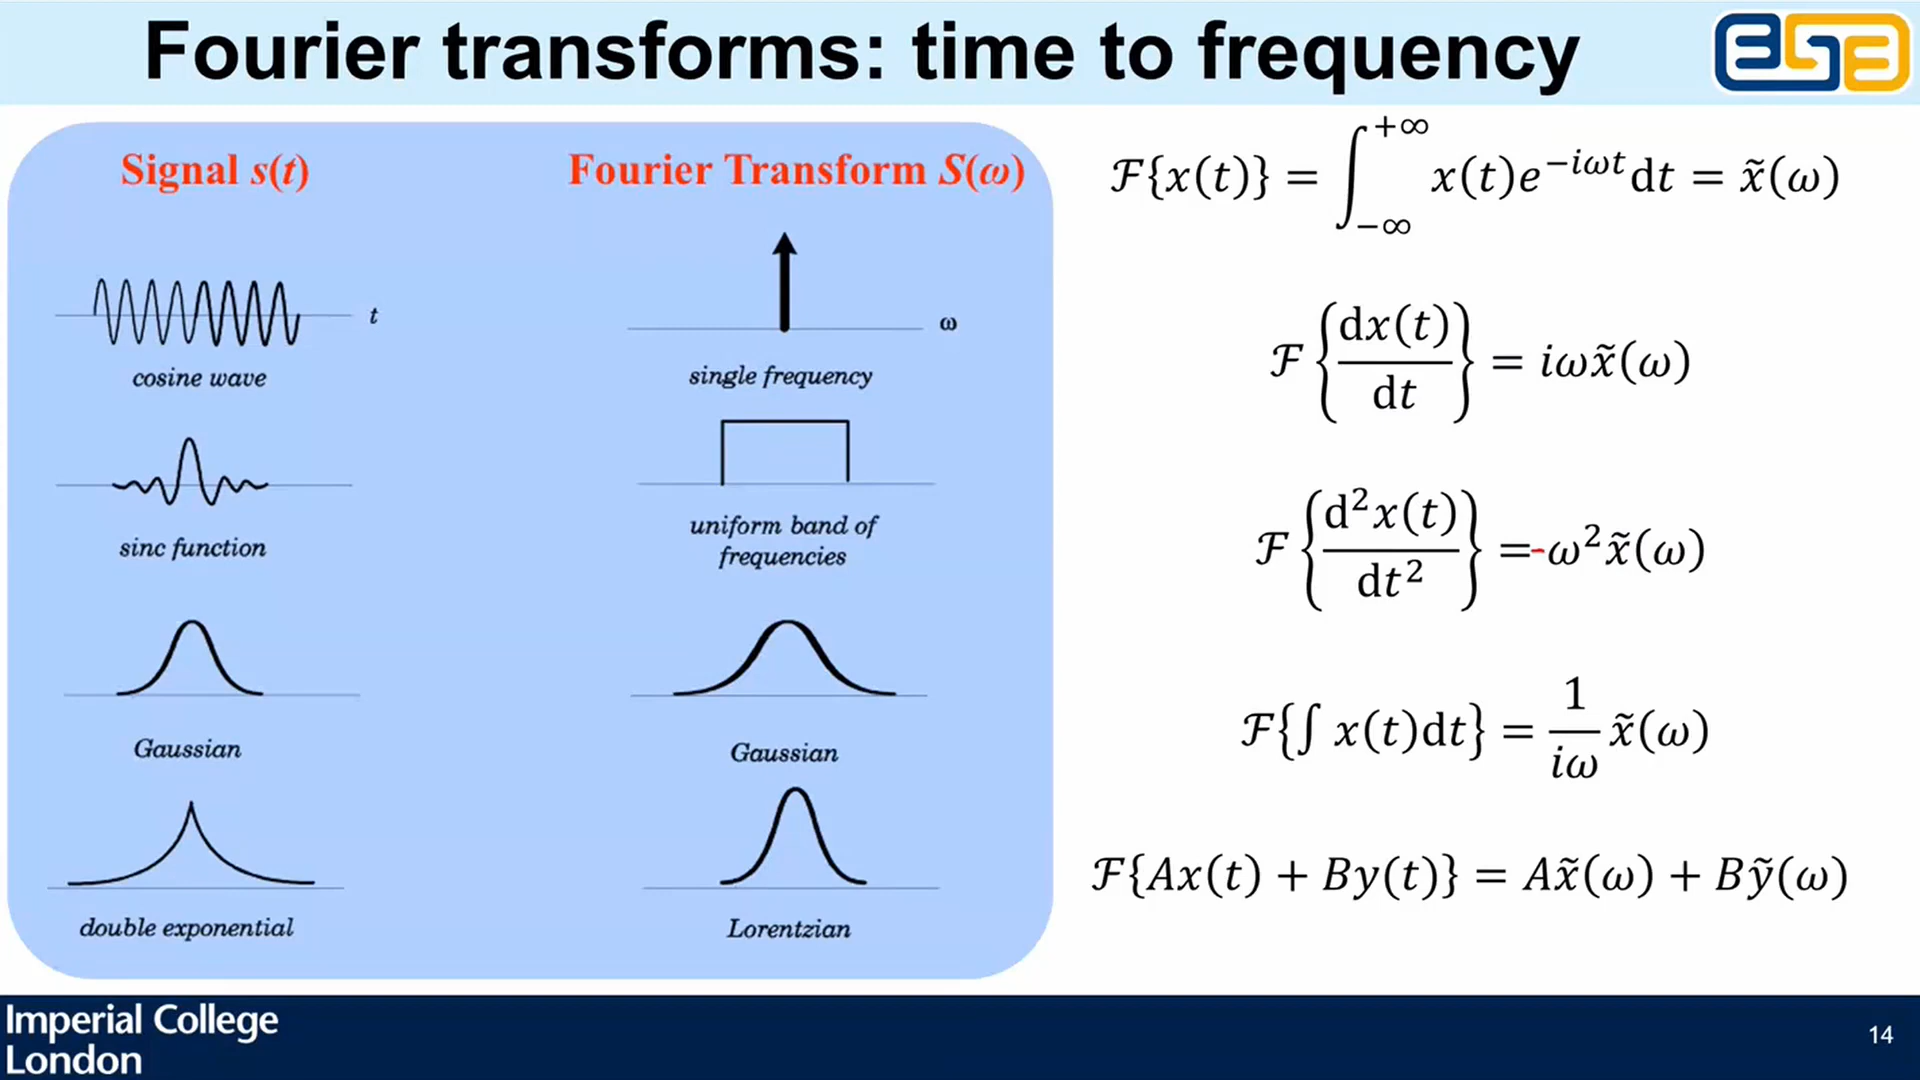 Fourier transforms: time to frequency
Signal s(t)
Fourier Transform S(ω)
t
ω
cosine wave
single frequency
sinc function
uniform band of
frequencies
Gaussian
Gaussian
double exponential
Lorentzian
ℱ{x(t)} = ∫_{−∞}^{+∞} x(t)e^{−iωt}dt = x̃(ω)
ℱ{dx(t)/dt} = iωx̃(ω)
ℱ{d²x(t)/dt²} =-ω²x̃(ω)
ℱ{∫ x(t)dt} = 1/iω x̃(ω)
ℱ{Ax(t) + By(t)} = Ax̃(ω) + Bỹ(ω)
Imperial College
London
14